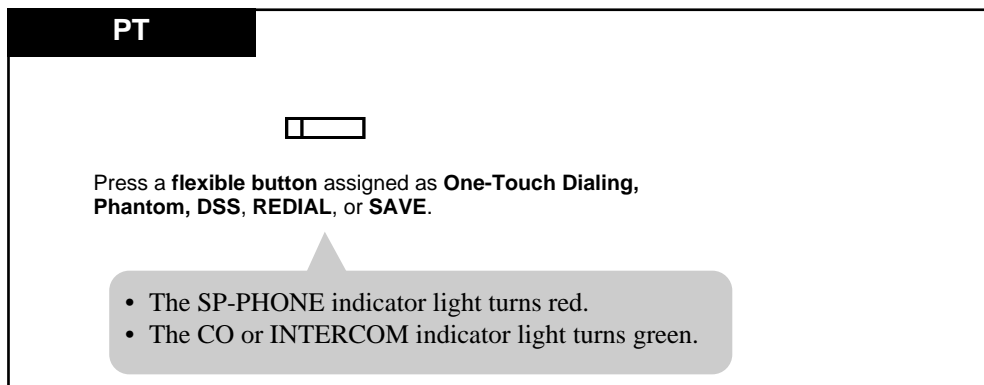 PT
Press a flexible button assigned as One-Touch Dialing,
Phantom, DSS, REDIAL, or SAVE.
• The SP-PHONE indicator light turns red.
• The CO or INTERCOM indicator light turns green.